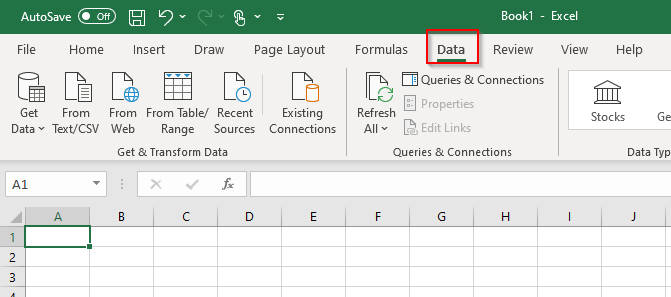 AutoSave Off Book1 - Excel
File Home Insert Draw Page Layout Formulas Data Review View Help
Get Data From Text/CSV From Web From Table/ Range Recent Sources Existing Connections
Get & Transform Data
Refresh All
Queries & Connections
Properties
Edit Links
Queries & Connections
Stocks
Data Typ
A1 fx
A B C D E F G H I J
1
2
3
4